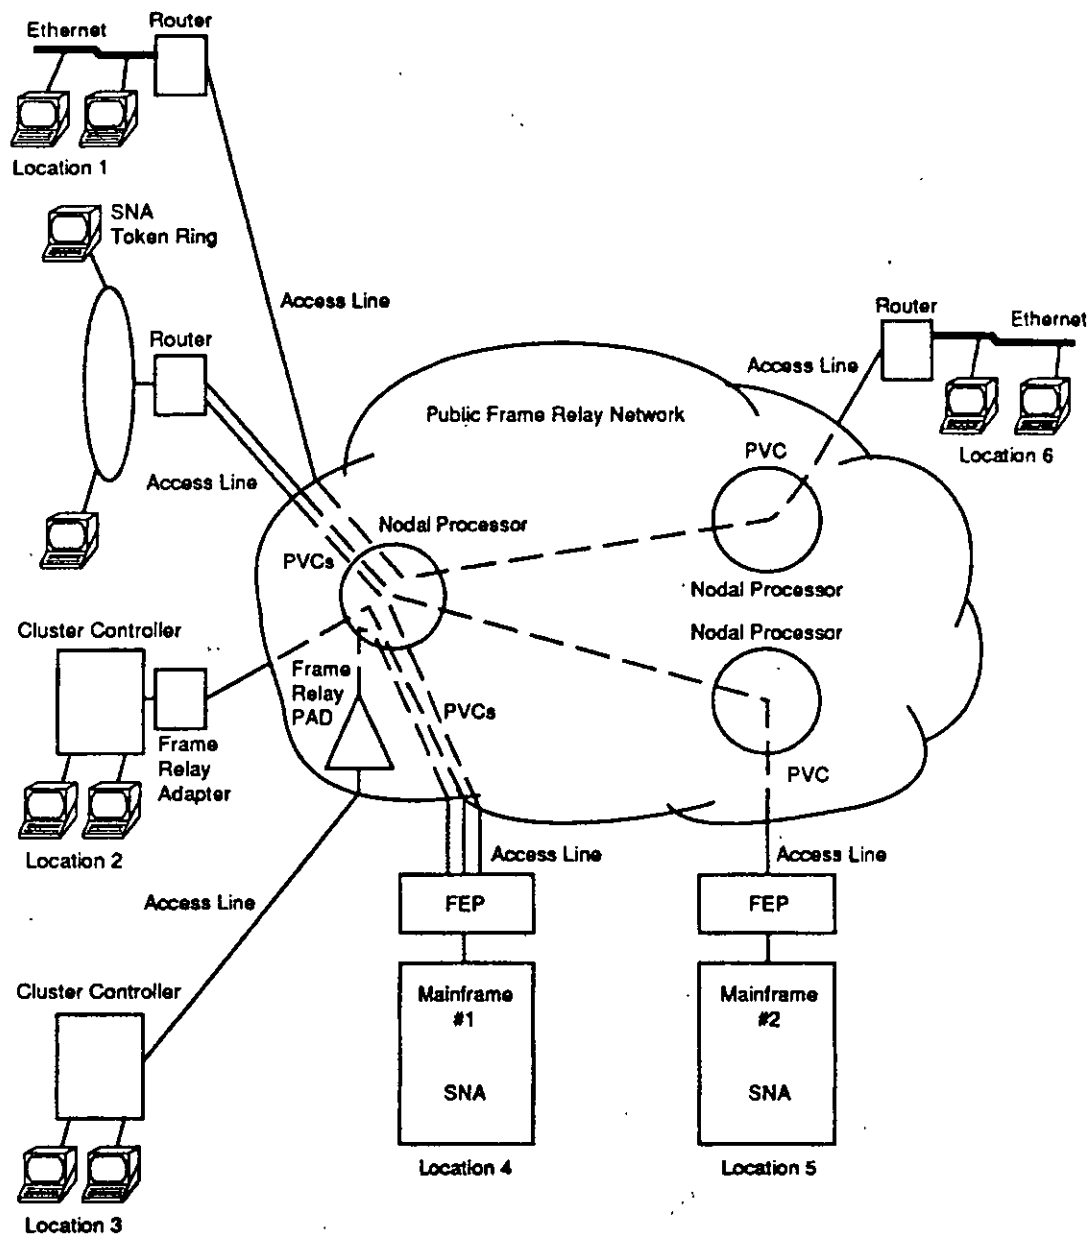 Router
Ethernet
Location 1
SNA
Token Ring
Access Line
Router
Router
Ethernet
Access Line
Location 6
Public Frame Relay Network
PVC
Access Line
Nodal Processor
PVCs
Nodal Processor
Nodal Processor
Cluster Controller
Frame
Relay
PAD
PVCs
Frame
Relay
Adapter
PVC
Location 2
Access Line
Access Line
Access Line
FEP
FEP
Cluster Controller
Mainframe
#1
SNA
Mainframe
#2
SNA
Location 4
Location 5
Location 3